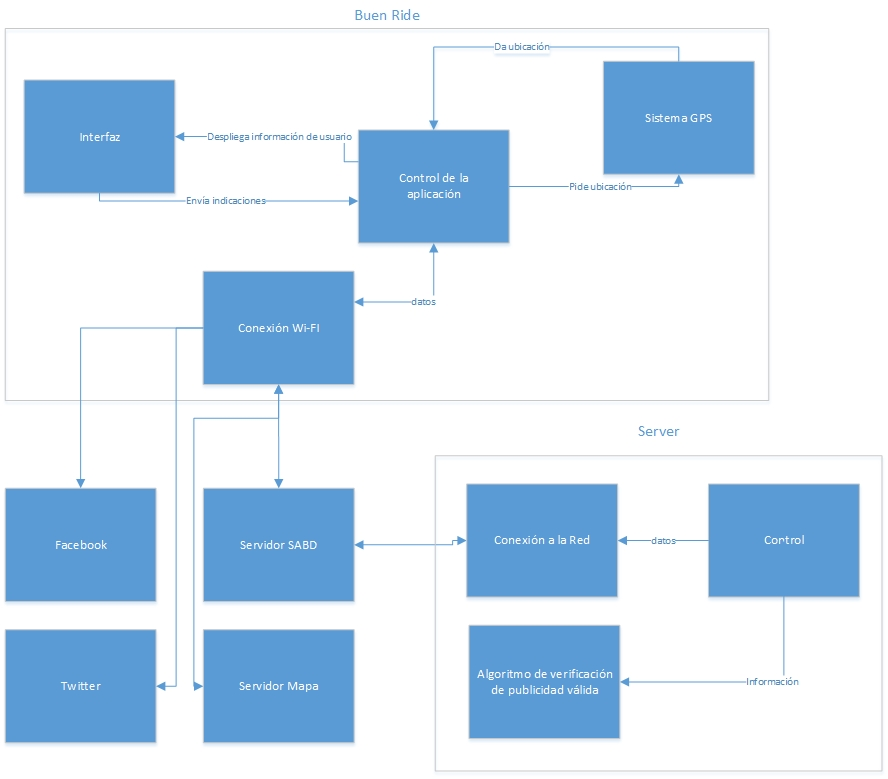 Buen Ride
Da ubicación
Sistema GPS
Interfaz
Despliega información de usuario
Control de la
aplicación
Pide ubicación
Envía indicaciones
datos
Conexión Wi-FI
Server
Facebook
Servidor SABD
Conexión a la Red
datos
Control
Twitter
Servidor Mapa
Algoritmo de verificación
de publicidad válida
Información